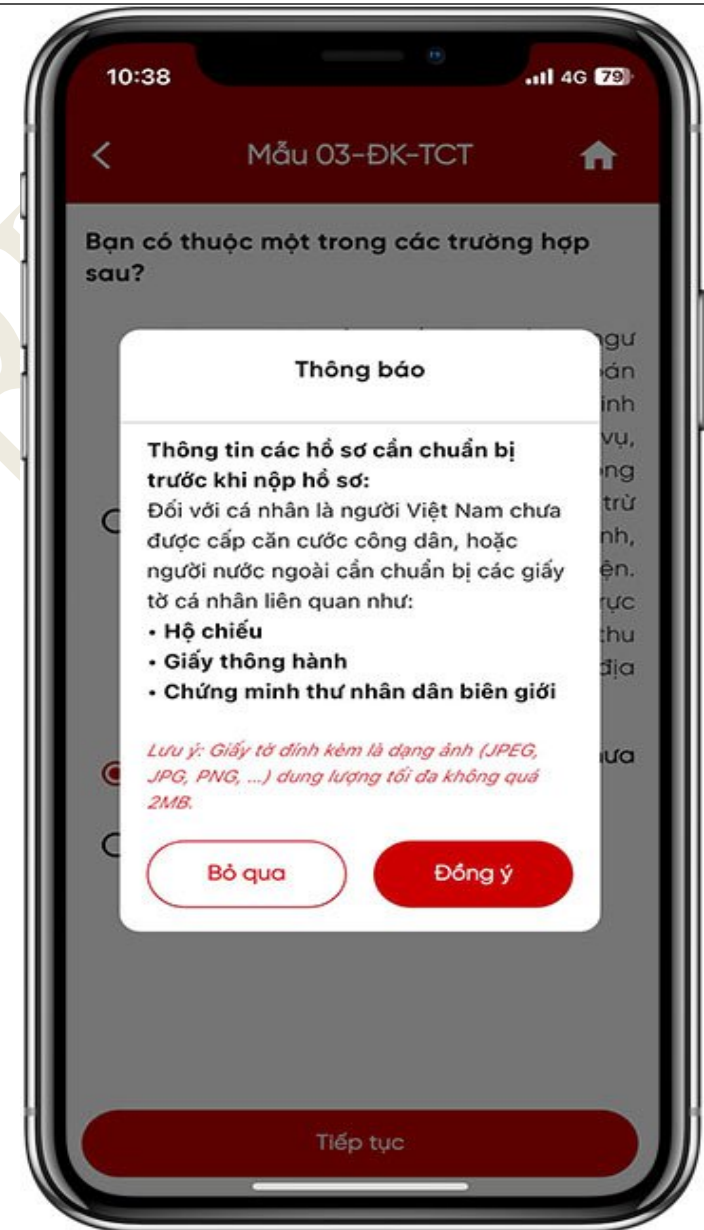 10:38
4G 79
Mẫu 03-ĐK-TCT
Bạn có thuộc một trong các trường hợp
sau?
Thông báo
Thông tin các hồ sơ cần chuẩn bị
trước khi nộp hồ sơ:
Đối với cá nhân là người Việt Nam chưa
được cấp căn cước công dân, hoặc
người nước ngoài cần chuẩn bị các giấy
tờ cá nhân liên quan như:
• Hộ chiếu
• Giấy thông hành
• Chứng minh thư nhân dân biên giới
Lưu ý: Giấy tờ đính kèm là dạng ảnh (JPEG,
JPG, PNG, ...) dung lượng tối đa không quá
2MB.
Bỏ qua
Đồng ý
Tiếp tục